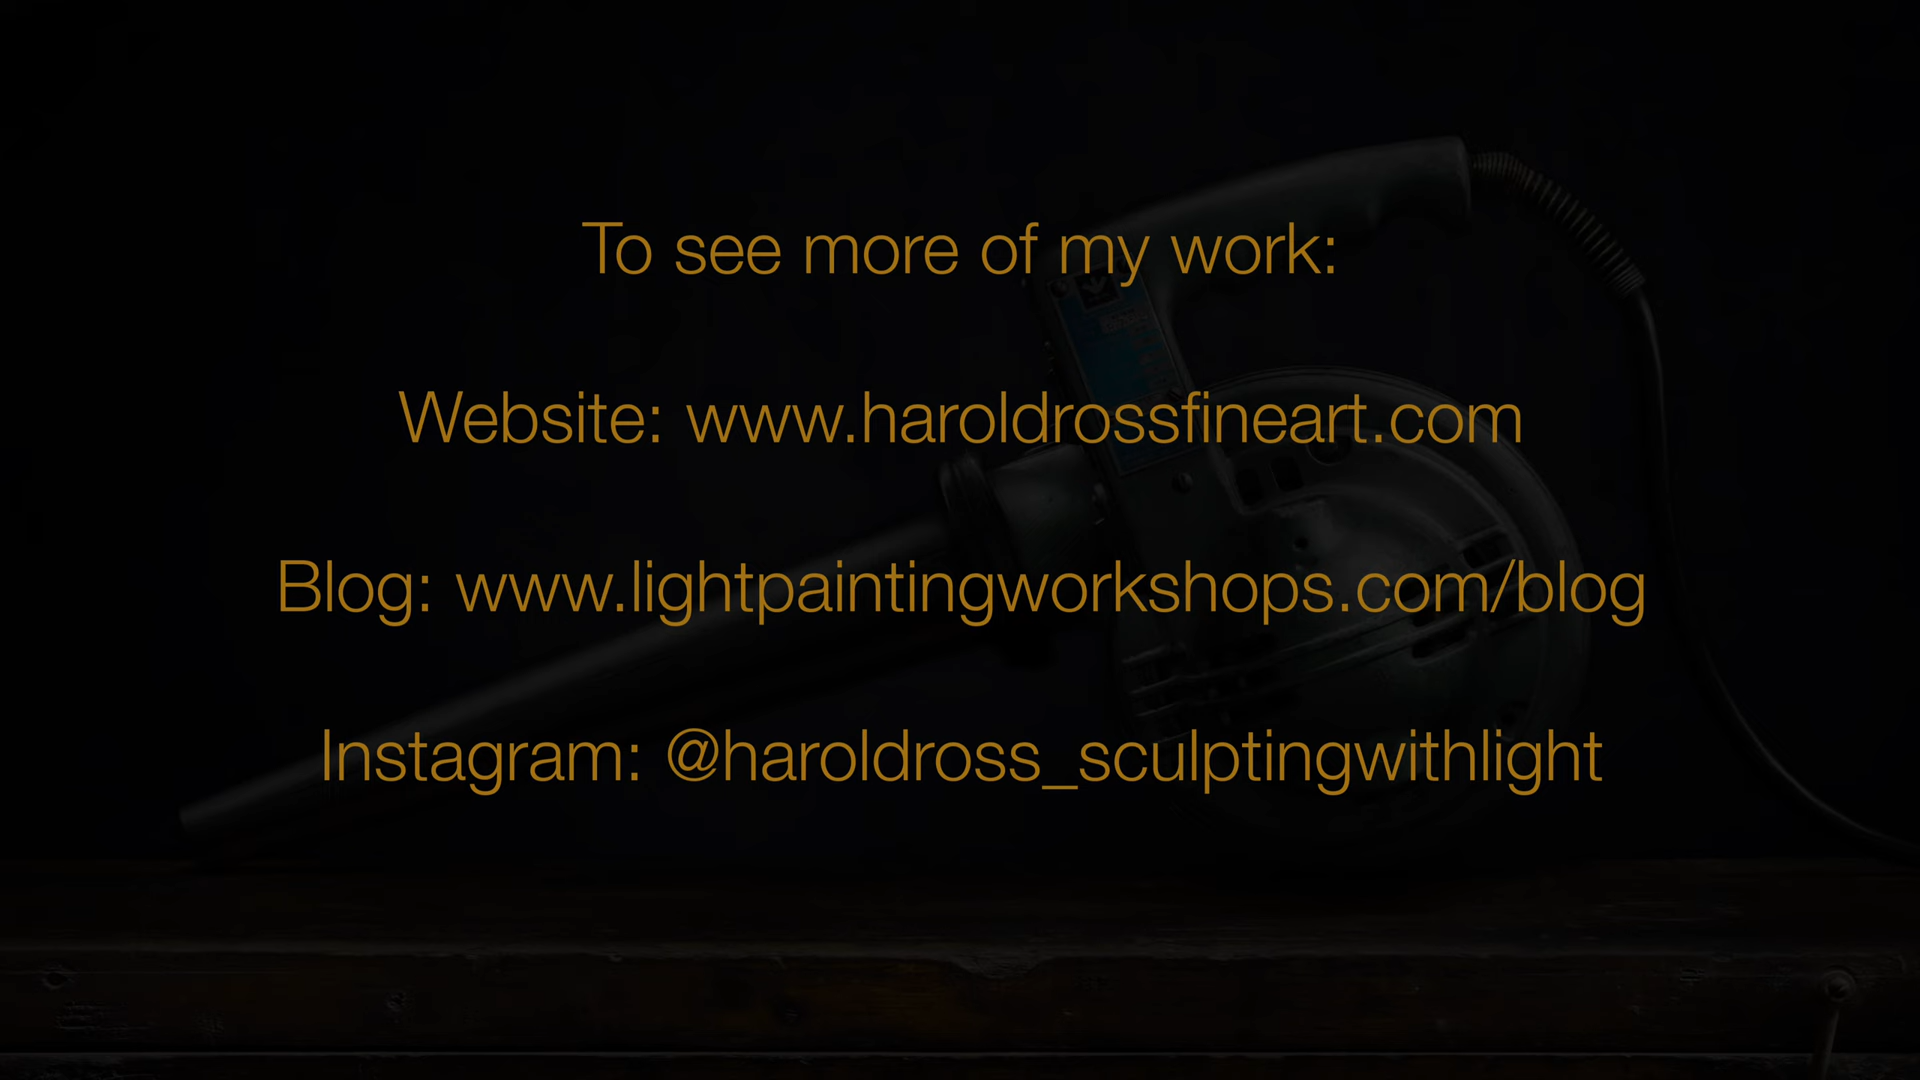 To see more of my work:
Website: www.haroldrossfineart.com
Blog: www.lightpaintingworkshops.com/blog
Instagram: @haroldross_sculptingwithlight